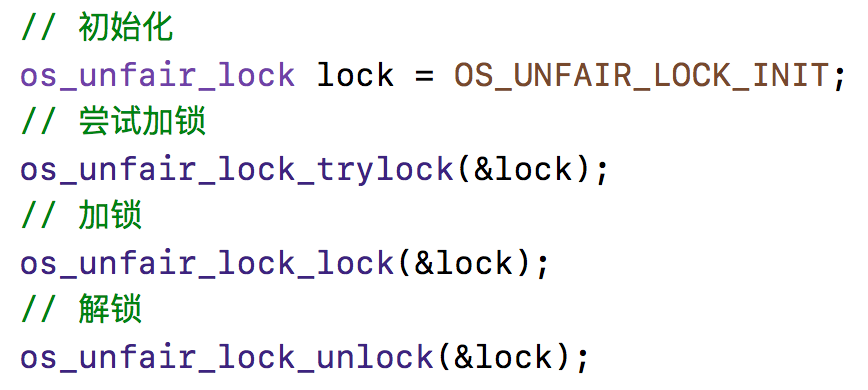 // 初始化
os_unfair_lock lock = OS_UNFAIR_LOCK_INIT;
// 尝试加锁
os_unfair_lock_trylock(&lock);
// 加锁
os_unfair_lock_lock(&lock);
// 解锁
os_unfair_lock_unlock(&lock);